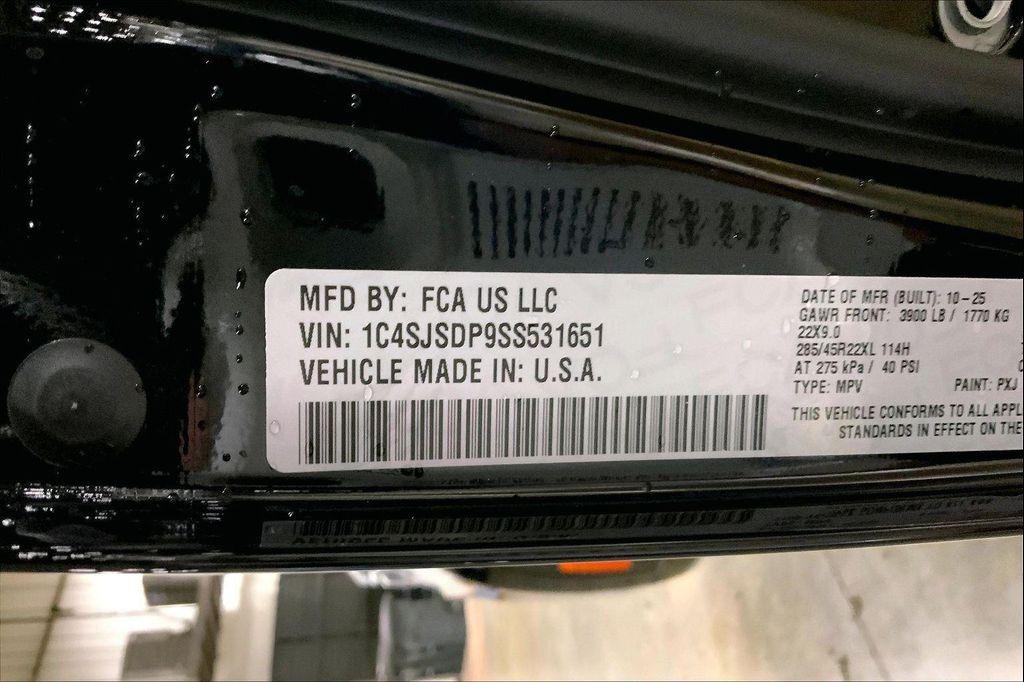 MFD BY: FCA US LLC
VIN: 1C4SJSDP9SS531651
VEHICLE MADE IN: U.S.A.
DATE OF MFR (BUILT): 10-25
GAWR FRONT: 3900 LB / 1770 KG
22X9.0
285/45R22XL 114H
AT 275 kPa / 40 PSI
TYPE: MPV PAINT: PXJ
THIS VEHICLE CONFORMS TO ALL APPL
STANDARDS IN EFFECT ON THE